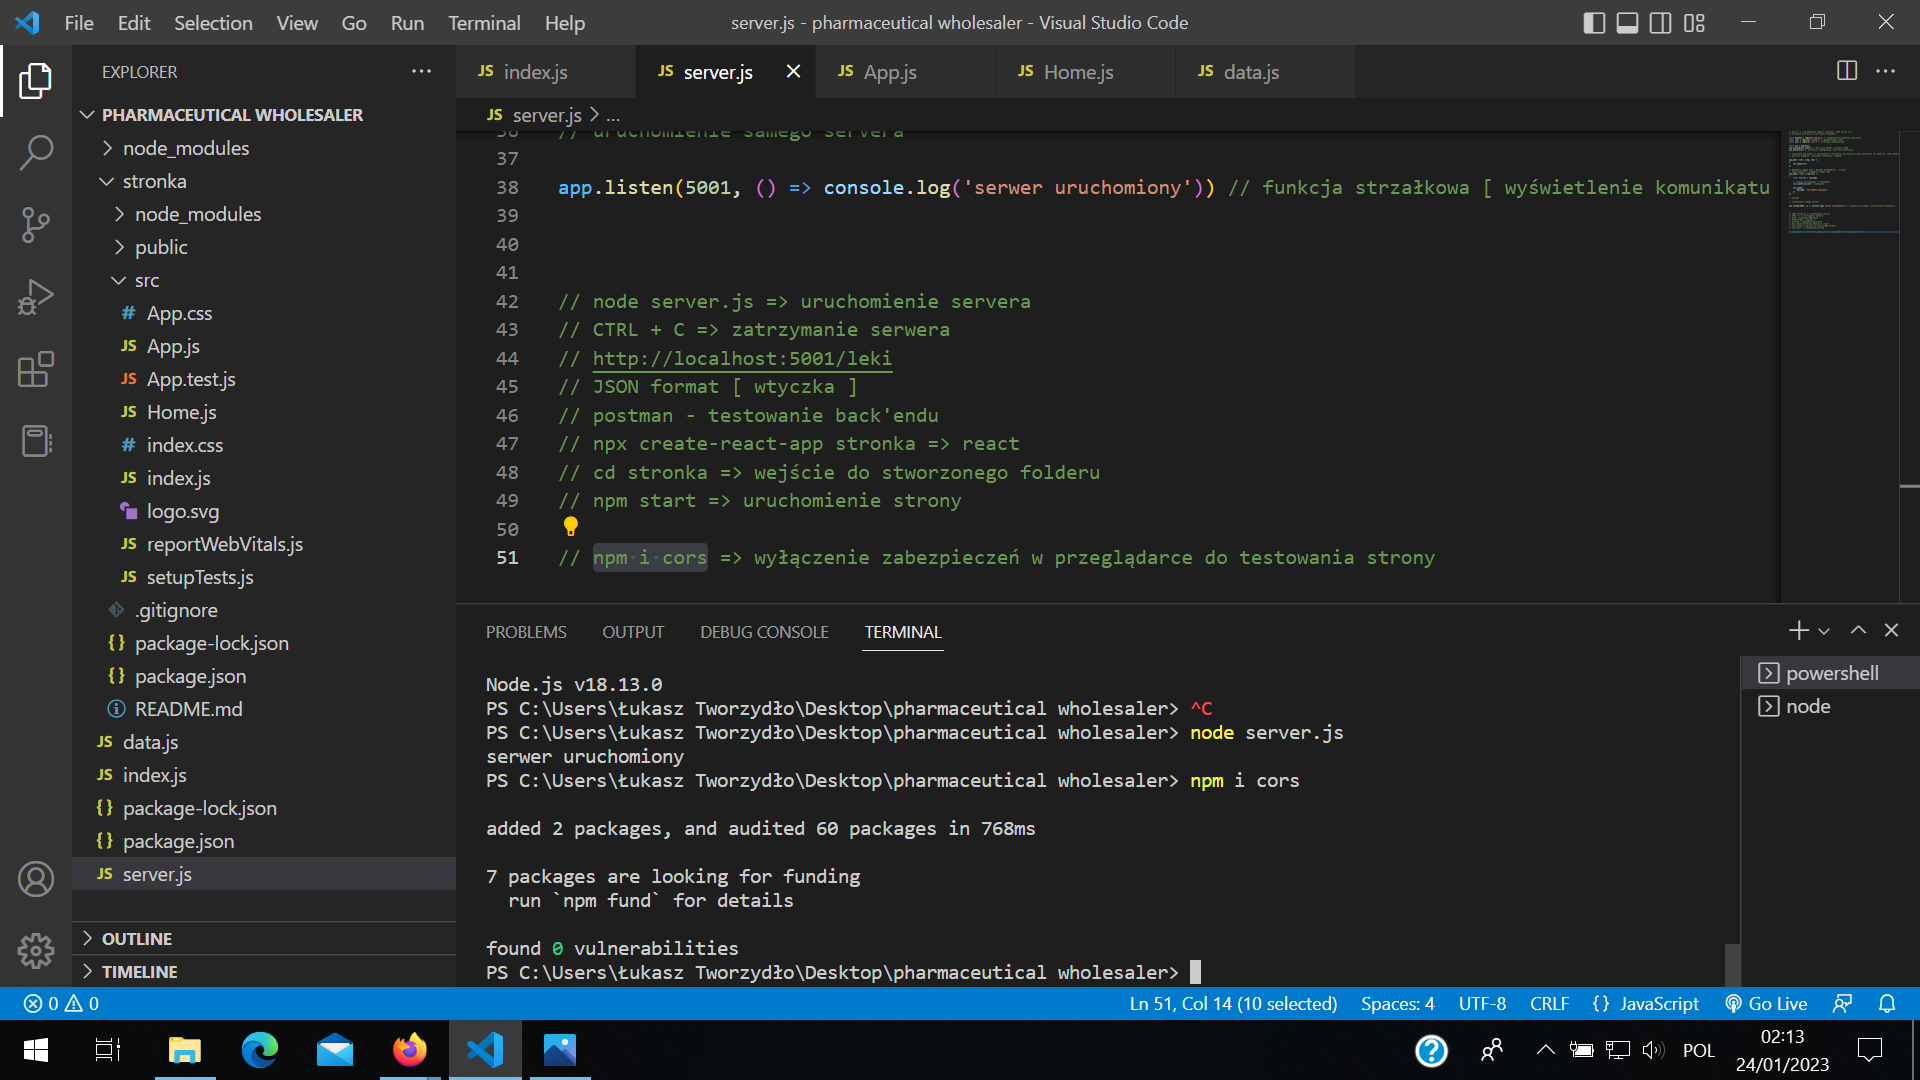 File Edit Selection View Go Run Terminal Help
server.js - pharmaceutical wholesaler - Visual Studio Code
EXPLORER
PHARMACEUTICAL WHOLESALER
node_modules
stronka
node_modules
public
src
# App.css
JS App.js
JS App.test.js
JS Home.js
# index.css
JS index.js
logo.svg
JS reportWebVitals.js
JS setupTests.js
.gitignore
{} package-lock.json
{} package.json
README.md
JS data.js
JS index.js
{} package-lock.json
{} package.json
JS server.js
OUTLINE
TIMELINE
JS index.js JS server.js JS App.js JS Home.js JS data.js
JS server.js > ...
36 // uruchomienie samego servera
37
38 app.listen(5001, () => console.log('serwer uruchomiony')) // funkcja strzałkowa [ wyświetlenie komunikatu
39
40
41
42 // node server.js => uruchomienie servera
43 // CTRL + C => zatrzymanie serwera
44 // http://localhost:5001/leki
45 // JSON format [ wtyczka ]
46 // postman - testowanie back'endu
47 // npx create-react-app stronka => react
48 // cd stronka => wejście do stworzonego folderu
49 // npm start => uruchomienie strony
50
51 // npm i cors => wyłączenie zabezpieczeń w przeglądarce do testowania strony
PROBLEMS OUTPUT DEBUG CONSOLE TERMINAL
Node.js v18.13.0
PS C:\Users\Łukasz Tworzydło\Desktop\pharmaceutical wholesaler> ^C
PS C:\Users\Łukasz Tworzydło\Desktop\pharmaceutical wholesaler> node server.js
serwer uruchomiony
PS C:\Users\Łukasz Tworzydło\Desktop\pharmaceutical wholesaler> npm i cors
added 2 packages, and audited 60 packages in 768ms
7 packages are looking for funding
run `npm fund` for details
found 0 vulnerabilities
PS C:\Users\Łukasz Tworzydło\Desktop\pharmaceutical wholesaler>
powershell
node
0 0
Ln 51, Col 14 (10 selected) Spaces: 4 UTF-8 CRLF {} JavaScript Go Live
POL
02:13
24/01/2023